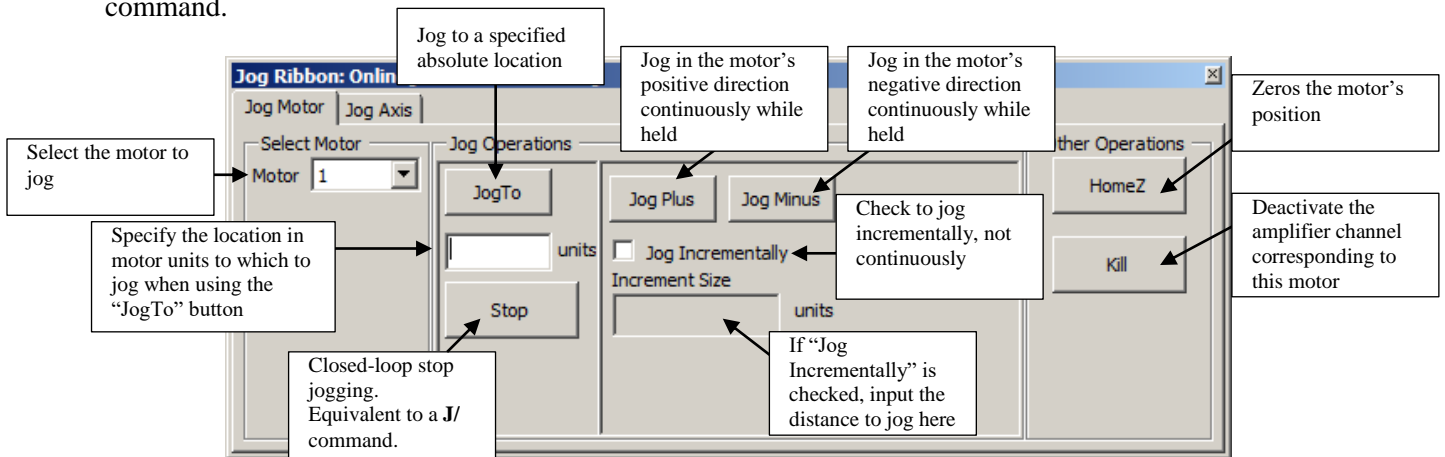 command.
Jog to a specified
absolute location
Jog in the motor's
positive direction
continuously while
held
Jog in the motor's
negative direction
continuously while
held
Zeros the motor's
position
Jog Ribbon: Online
Jog Motor
Jog Axis
Select the motor to
jog
Select Motor
Motor 1
Jog Operations
JogTo
units
Stop
Jog Plus
Jog Minus
Jog Incrementally
Increment Size
units
Check to jog
incrementally, not
continuously
Operations
HomeZ
Kill
Deactivate the
amplifier channel
corresponding to
this motor
Specify the location in
motor units to which to
jog when using the
“JogTo” button
Closed-loop stop
jogging.
Equivalent to a J/
command.
If “Jog
Incrementally” is
checked, input the
distance to jog here